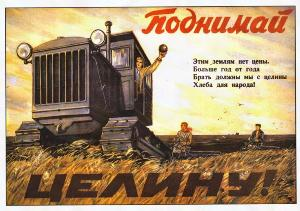 Поднимай
Этим землям нет цены.
Больше год от года
Брать должны мы с целины
Хлеба для народа!
ЦЕЛИНУ!